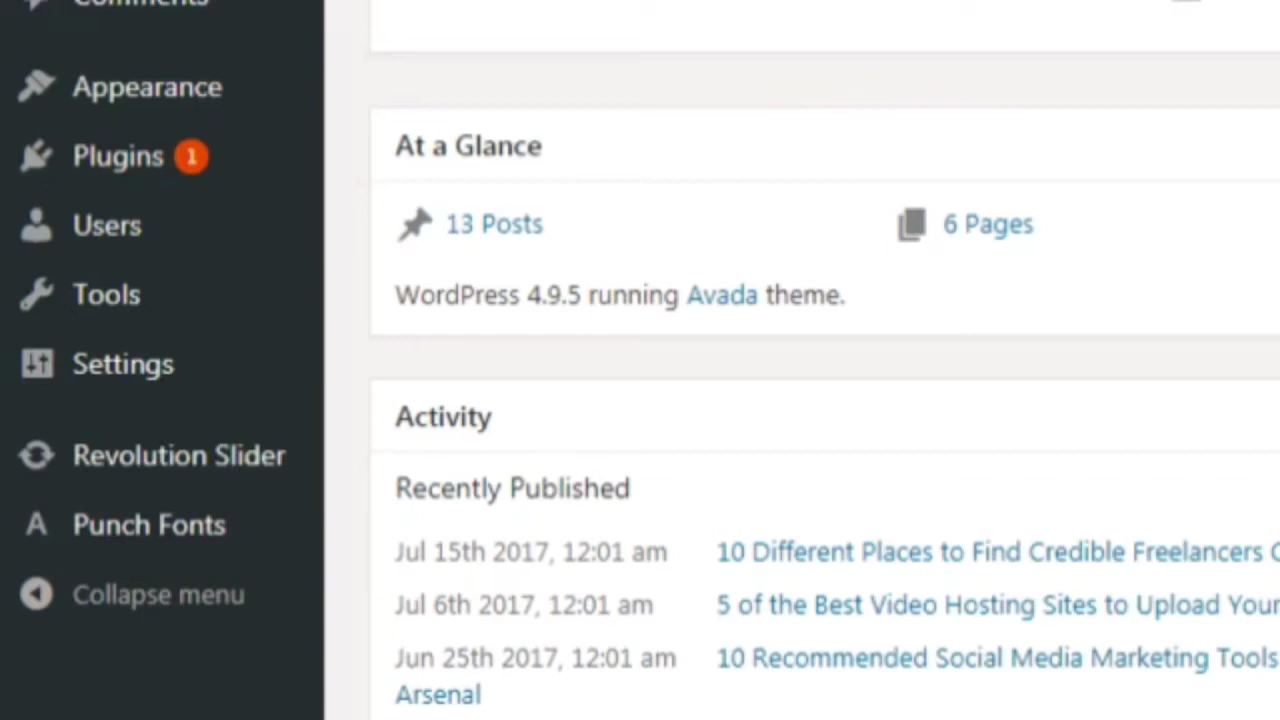 Comments
Appearance
Plugins 1
Users
Tools
Settings
Revolution Slider
Punch Fonts
Collapse menu
At a Glance
13 Posts
6 Pages
WordPress 4.9.5 running Avada theme.
Activity
Recently Published
Jul 15th 2017, 12:01 am 10 Different Places to Find Credible Freelancers
Jul 6th 2017, 12:01 am 5 of the Best Video Hosting Sites to Upload Your
Jun 25th 2017, 12:01 am 10 Recommended Social Media Marketing Tools
Arsenal